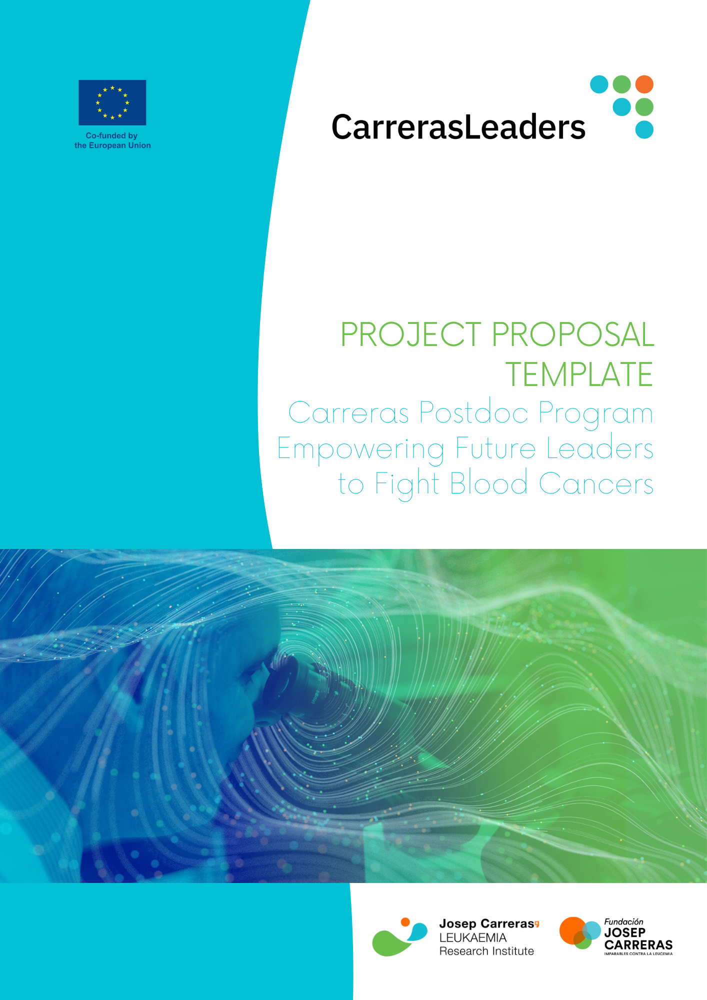 Co-funded by
the European Union
CarrerasLeaders
PROJECT PROPOSAL
TEMPLATE
Carreras Postdoc Program
Empowering Future Leaders
to Fight Blood Cancers
Josep Carreras
LEUKAEMIA
Research Institute
Fundación
JOSEP
CARRERAS
IMPARABLES CONTRA LA LEUCEMIA